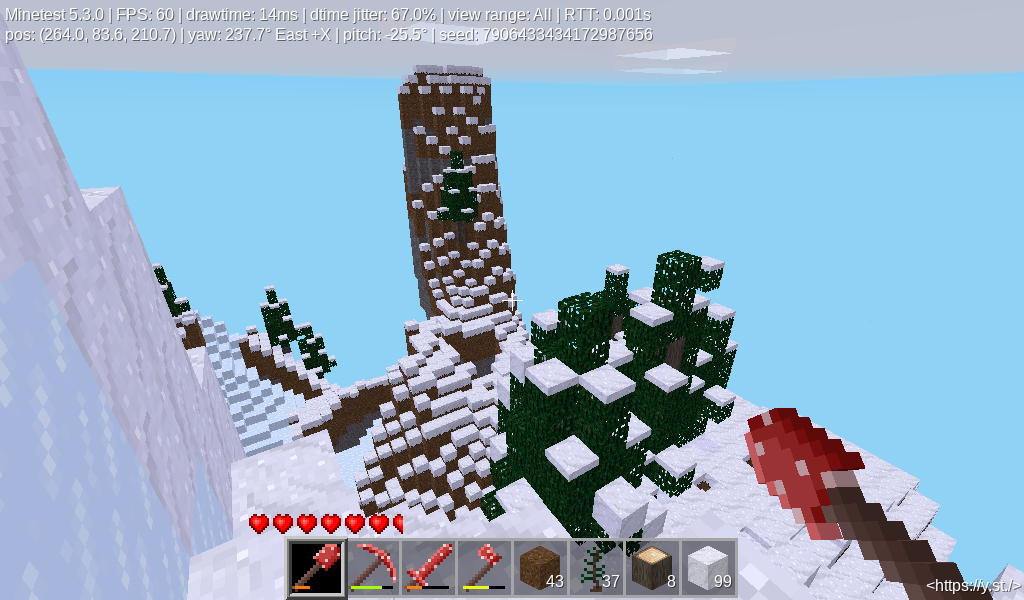 Minetest 5.3.0 | FPS: 60 | drawtime: 14ms | dtime jitter: 67.0% | view range: All | RTT: 0.001s
pos: (264.0, 83.6, 210.7) | yaw: 237.7° East +X | pitch: -25.5° | seed: 7906433434172987656
43 37 8 99
<https://y.st./>